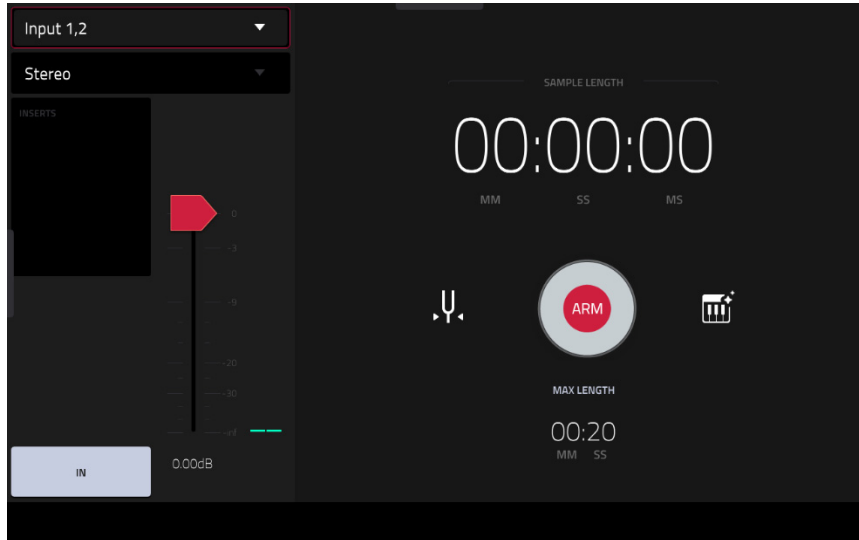 Input 1,2
Stereo
INSERTS
0
-3
-9
-20
-30
-inf
0.00dB
IN
SAMPLE LENGTH
00:00:00
MM SS MS
ARM
MAX LENGTH
00:20
MM SS